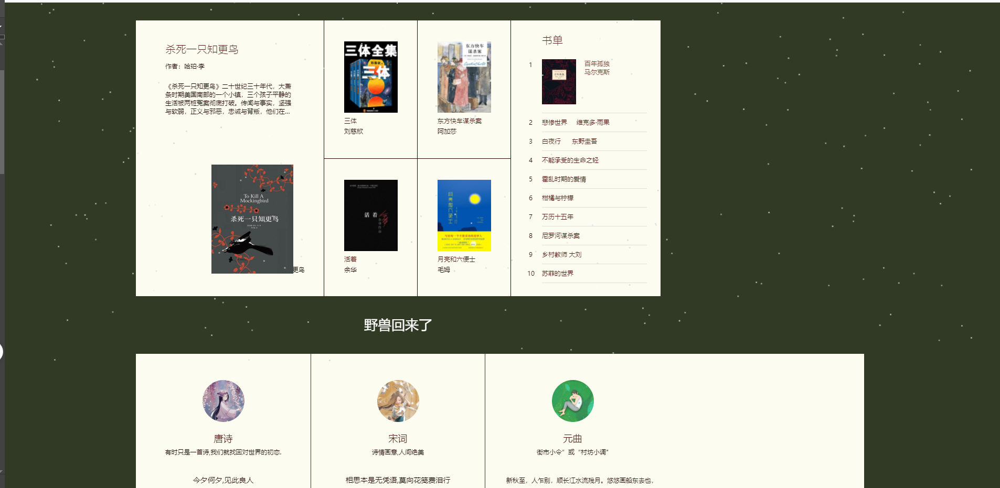 杀死一只知更鸟
作者：哈珀·李
《杀死一只知更鸟》二十世纪三十年代，大萧
条时期美国南部的一个小镇，三个孩子平静的
生活被两桩冤案彻底打破。传闻与事实，坚强
与软弱，正义与邪恶，忠诚与背叛，他们在...
To Kill A
Mockingbird
杀死一只知更鸟
更鸟
三体全集
刘慈欣
三体
三体
刘慈欣
东方快车
谋杀案
东方快车谋杀案
阿加莎
活着
活着
余华
月亮和六便士
月亮和六便士
毛姆
书单
1
百年孤独
百年孤独
马尔克斯
2 悲惨世界 维克多·雨果
3 白夜行 东野圭吾
4 不能承受的生命之轻
5 霍乱时期的爱情
6 柑橘与柠檬
7 万历十五年
8 尼罗河谋杀案
9 乡村教师 大刘
10 苏菲的世界
野兽回来了
唐诗
有时只是一首诗,我们就找回对世界的初恋.
今夕何夕,见此良人
宋词
诗情画意,人间绝美
相思本是无凭语,莫向花笺费泪行
元曲
街市小令”或“村坊小调”
新秋至，人乍别，顺长江水流残月。悠悠画船东去也，